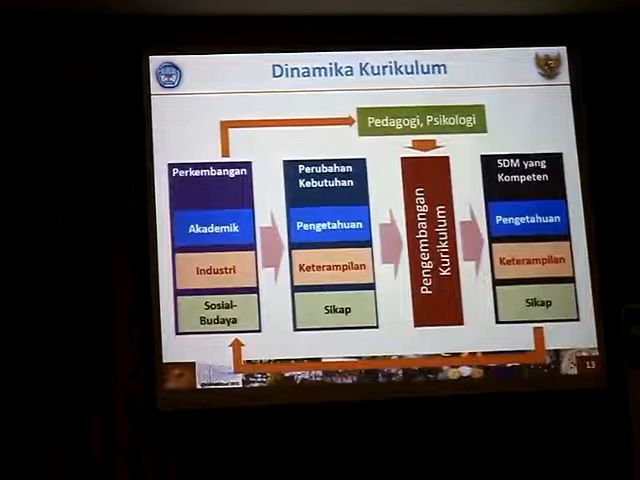 Dinamika Kurikulum
Pedagogi, Psikologi
Perkembangan
Akademik
Industri
Sosial-
Budaya
Perubahan
Kebutuhan
Pengetahuan
Keterampilan
Sikap
Pengembangan
Kurikulum
SDM yang
Kompeten
Pengetahuan
Keterampilan
Sikap
13